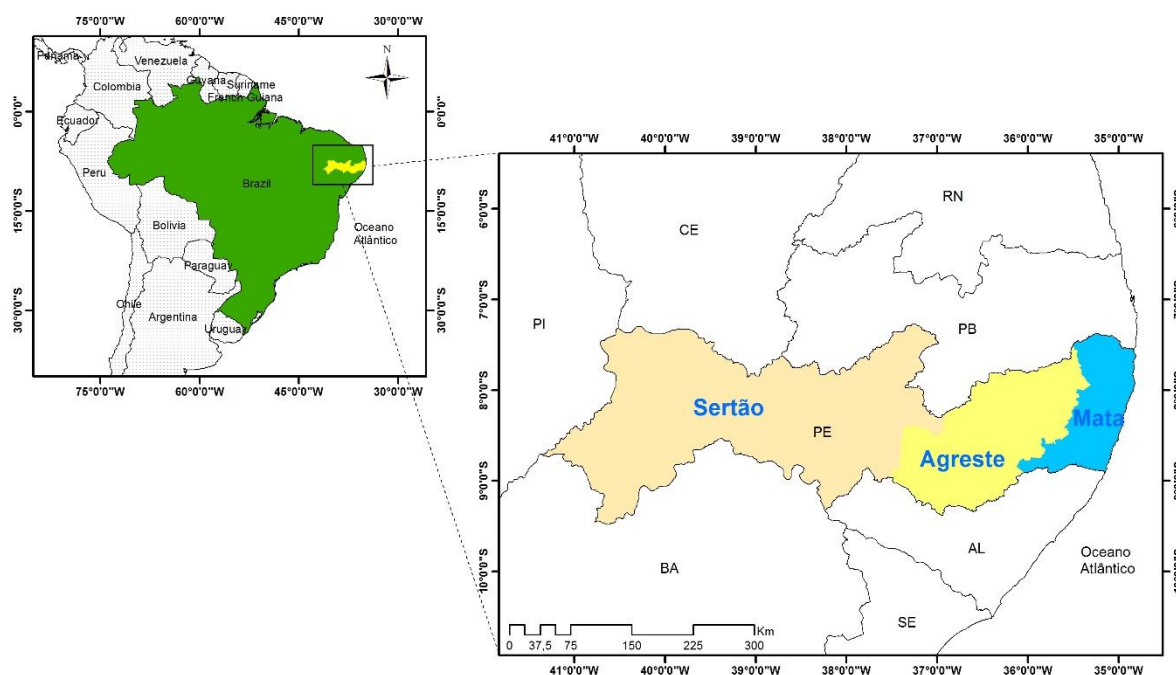 75°0'0"W 60°0'0"W 45°0'0"W 30°0'0"W
N
Panama
Venezuela
Guyana
Suriname
French Guiana
Colombia
0°0'0" 0°0'0"
Ecuador
Peru
Brazil
15°0'0"S 15°0'0"S
Bolivia
Oceano
Atlântico
Paraguay
Chile
30°0'0"S 30°0'0"S
Argentina
Uruguay
75°0'0"W 60°0'0"W 45°0'0"W 30°0'0"W
41°0'0"W 40°0'0"W 39°0'0"W 38°0'0"W 37°0'0"W 36°0'0"W 35°0'0"W
RN
6°0'0"S
CE
7°0'0"S
PI
PB
8°0'0"S
Sertão
Mata
PE
Agreste
9°0'0"S
AL
Oceano
Atlântico
BA
10°0'0"S
SE
Km
0 37,5 75 150 225 300
41°0'0"W 40°0'0"W 39°0'0"W 38°0'0"W 37°0'0"W 36°0'0"W 35°0'0"W